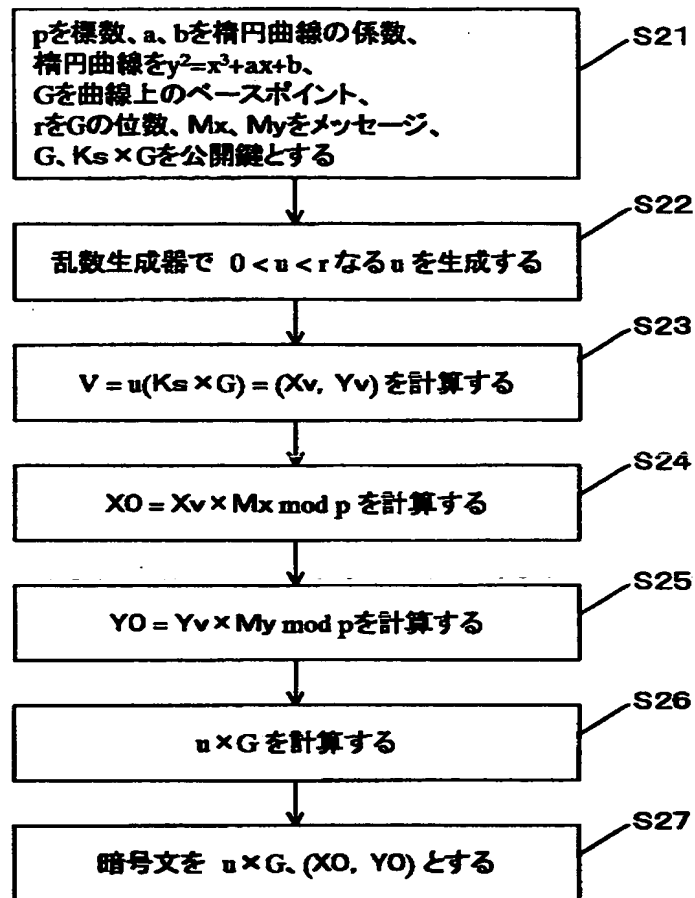 pを標数、a、bを楕円曲線の係数、
楕円曲線をy²=x³+ax+b、
Gを曲線上のベースポイント、
rをGの位数、Mx、Myをメッセージ、
G、Ks×Gを公開鍵とする
S21
乱数生成器で 0<u<rなるuを生成する
S22
V = u(Ks×G) = (Xv, Yv) を計算する
S23
X0 = Xv×Mx mod p を計算する
S24
Y0 = Yv×My mod pを計算する
S25
u×G を計算する
S26
暗号文を u×G、(X0, Y0) とする
S27